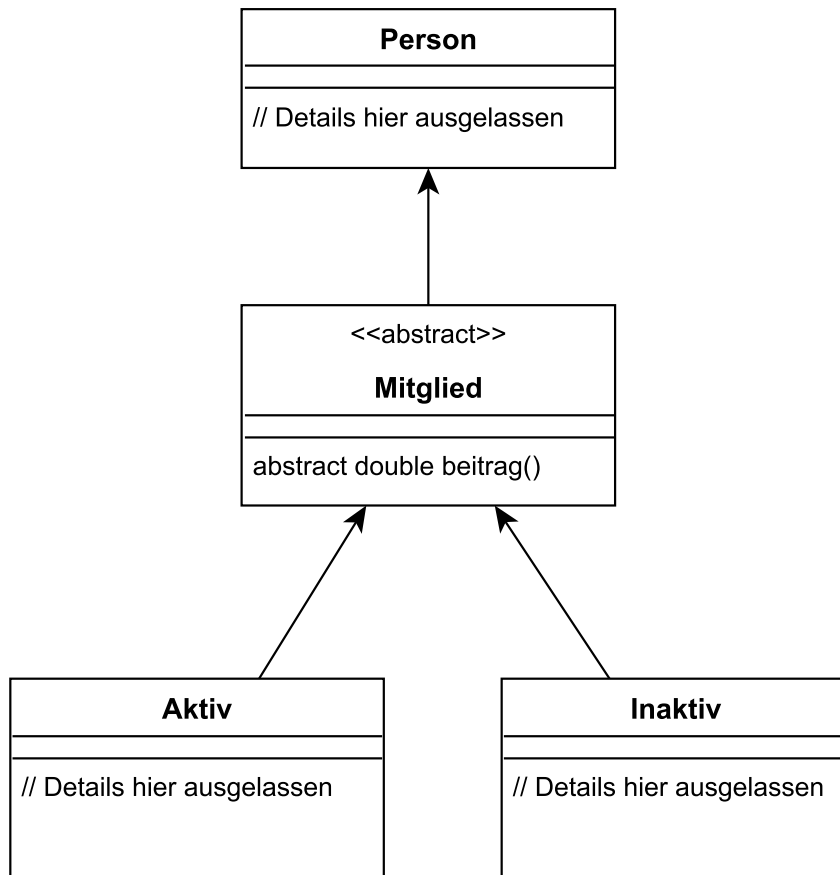 Person
// Details hier ausgelassen
<<abstract>>
Mitglied
abstract double beitrag()
Aktiv
// Details hier ausgelassen
Inaktiv
// Details hier ausgelassen